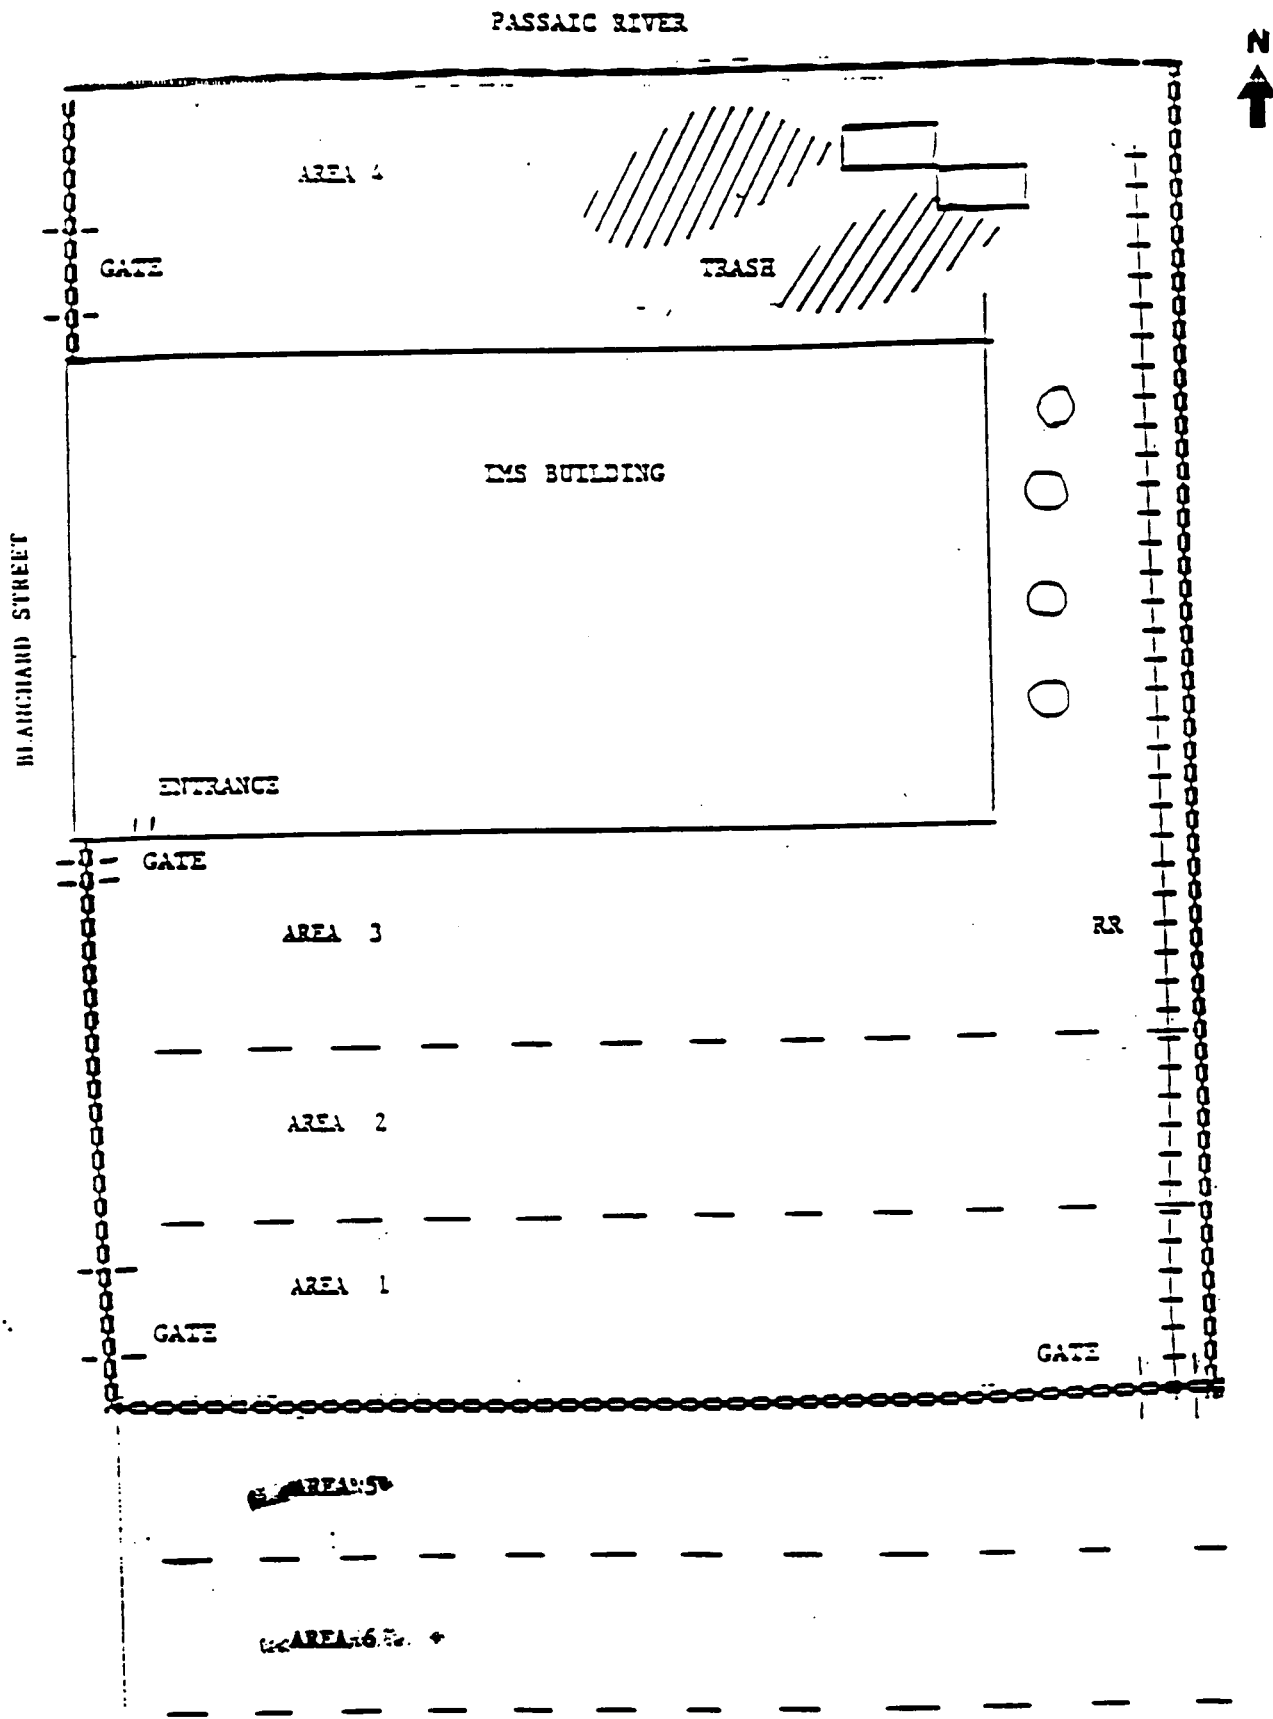 PASSAIC RIVER
N
AREA 4
GATE
TRASH
EMS BUILDING
BLANCHARD STREET
ENTRANCE
GATE
AREA 3
RR
AREA 2
AREA 1
GATE
GATE
AREA 5
AREA 6